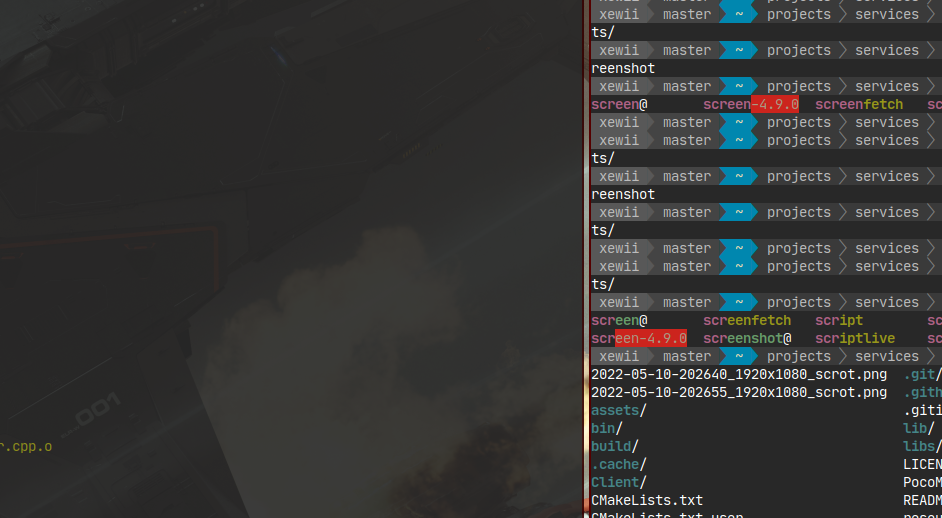 xewii master ~ projects services
ts/
xewii master ~ projects services
reenshot
xewii master ~ projects services
screen@ screen-4.9.0 screenfetch sc
xewii master ~ projects services
xewii master ~ projects services
ts/
xewii master ~ projects services
reenshot
xewii master ~ projects services
ts/
xewii master ~ projects services
xewii master ~ projects services
ts/
xewii master ~ projects services
screen@ screenfetch script sc
screen-4.9.0 screenshot@ scriptlive sc
xewii master ~ projects services
2022-05-10-202640_1920x1080_scrot.png .git/
2022-05-10-202655_1920x1080_scrot.png .gith
assets/ .giti
bin/ lib/
build/ libs/
.cache/ LICEN
Client/ PocoM
CMakeLists.txt READM
CMakeLists.txt.user resou
001
r.cpp.o